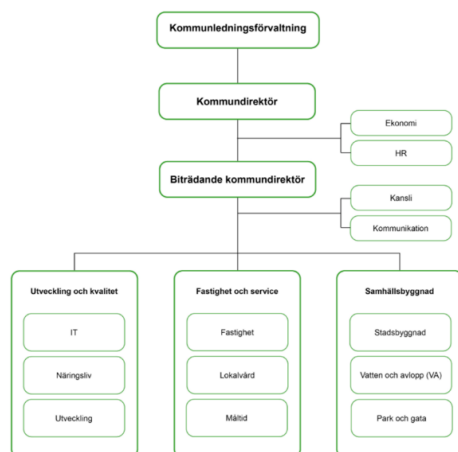 Kommunledningsförvaltning
Kommundirektör
Ekonomi
HR
Biträdande kommundirektör
Kansli
Kommunikation
Utveckling och kvalitet
IT
Näringsliv
Utveckling
Fastighet och service
Fastighet
Lokalvård
Måltid
Samhällsbyggnad
Stadsbyggnad
Vatten och avlopp (VA)
Park och gata